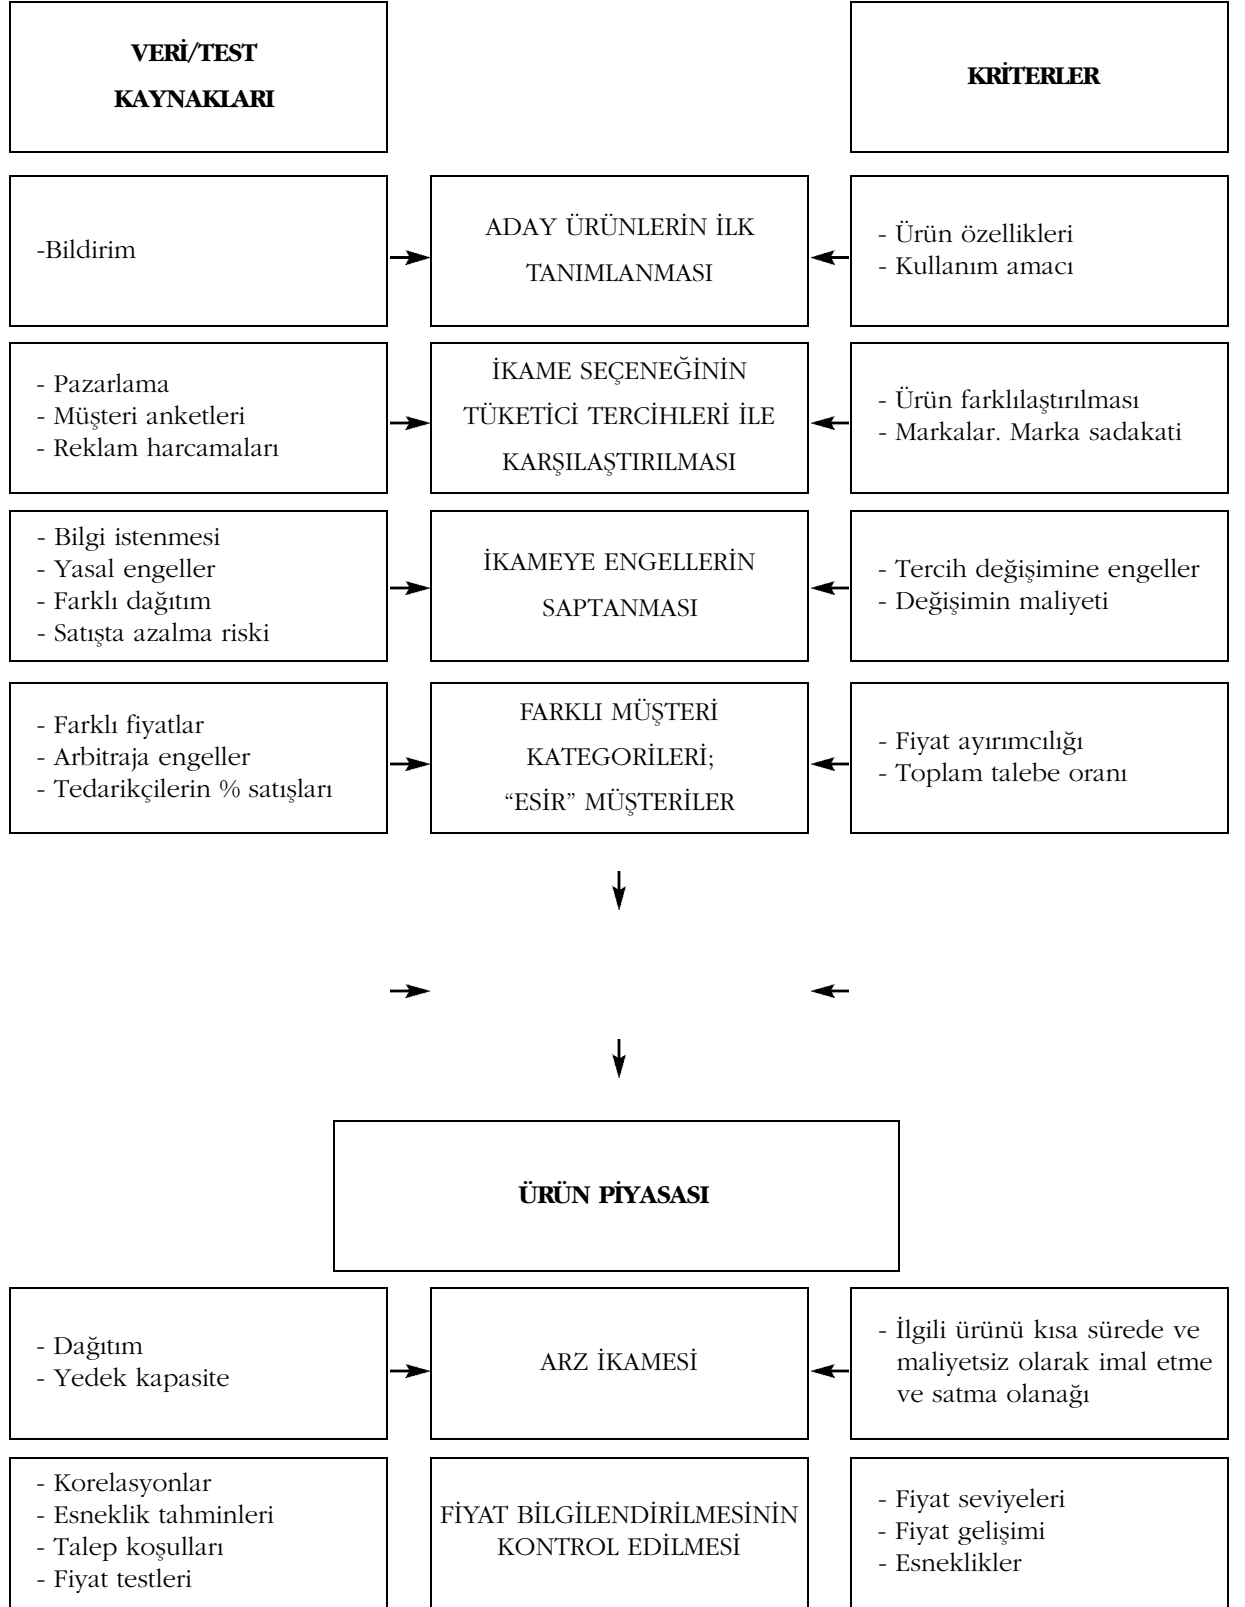 VERİ/TEST
KAYNAKLARI
KRİTERLER
-Bildirim
ADAY ÜRÜNLERİN İLK
TANIMLANMASI
- Ürün özellikleri
- Kullanım amacı
- Pazarlama
- Müşteri anketleri
- Reklam harcamaları
İKAME SEÇENEĞİNİN
TÜKETİCİ TERCİHLERİ İLE
KARŞILAŞTIRILMASI
- Ürün farklılaştırılması
- Markalar. Marka sadakati
- Bilgi istenmesi
- Yasal engeller
- Farklı dağıtım
- Satışta azalma riski
İKAMEYE ENGELLERİN
SAPTANMASI
- Tercih değişimine engeller
- Değişimin maliyeti
- Farklı fiyatlar
- Arbitraja engeller
- Tedarikçilerin % satışları
FARKLI MÜŞTERİ
KATEGORİLERİ;
“ESİR” MÜŞTERİLER
- Fiyat ayırımcılığı
- Toplam talebe oranı
ÜRÜN PİYASASI
- Dağıtım
- Yedek kapasite
ARZ İKAMESİ
- İlgili ürünü kısa sürede ve
maliyetsiz olarak imal etme
ve satma olanağı
- Korelasyonlar
- Esneklik tahminleri
- Talep koşulları
- Fiyat testleri
FİYAT BİLGİLENDİRİLMESİNİN
KONTROL EDİLMESİ
- Fiyat seviyeleri
- Fiyat gelişimi
- Esneklikler